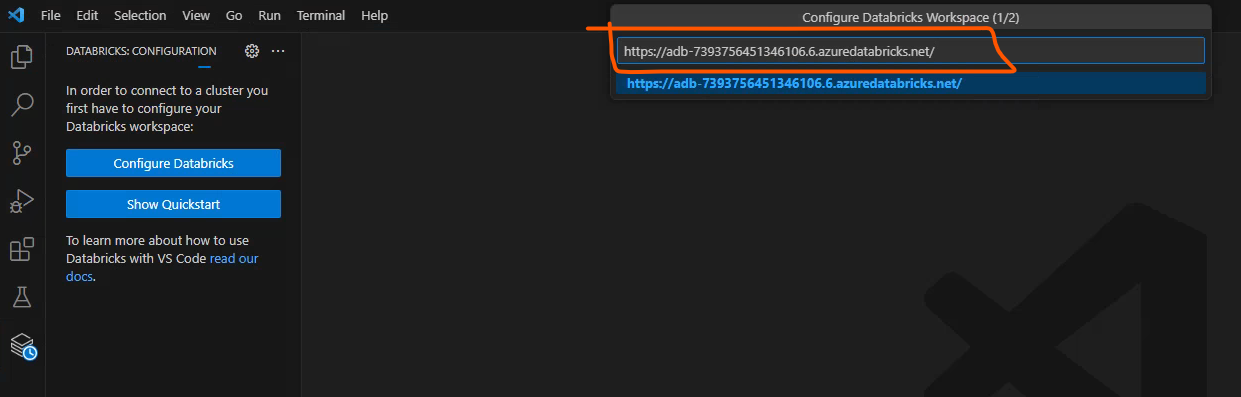 File Edit Selection View Go Run Terminal Help
Configure Databricks Workspace (1/2)
https://adb-7393756451346106.6.azuredatabricks.net/
https://adb-7393756451346106.6.azuredatabricks.net/
DATABRICKS: CONFIGURATION
In order to connect to a cluster you
first have to configure your
Databricks workspace:
Configure Databricks
Show Quickstart
To learn more about how to use
Databricks with VS Code read our
docs.